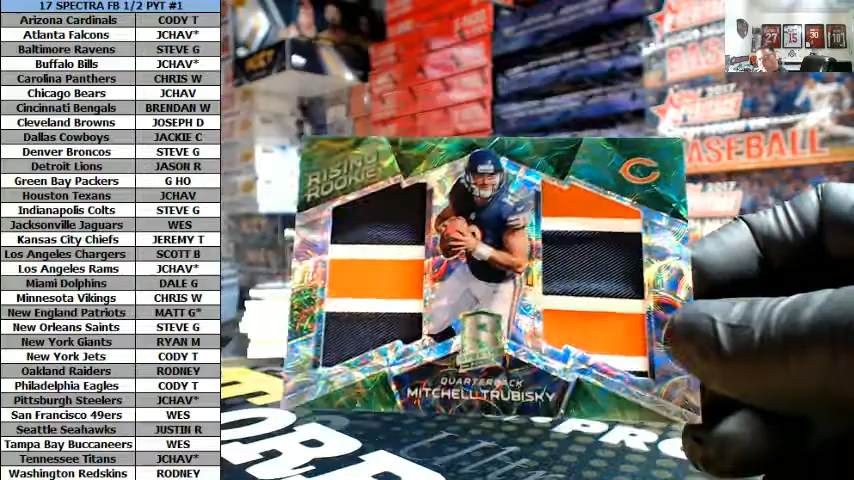 17 SPECTRA FB 1/2 PYT #1
Arizona Cardinals CODY T
Atlanta Falcons JCHAV*
Baltimore Ravens STEVE G
Buffalo Bills JCHAV*
Carolina Panthers CHRIS W
Chicago Bears JCHAV
Cincinnati Bengals BRENDAN W
Cleveland Browns JOSEPH D
Dallas Cowboys JACKIE C
Denver Broncos STEVE G
Detroit Lions JASON R
Green Bay Packers G HO
Houston Texans JCHAV
Indianapolis Colts STEVE G
Jacksonville Jaguars WES
Kansas City Chiefs JEREMY T
Los Angeles Chargers SCOTT B
Los Angeles Rams JCHAV*
Miami Dolphins DALE G
Minnesota Vikings CHRIS W
New England Patriots MATT G*
New Orleans Saints STEVE G
New York Giants RYAN M
New York Jets CODY T
Oakland Raiders RODNEY
Philadelphia Eagles CODY T
Pittsburgh Steelers JCHAV*
San Francisco 49ers WES
Seattle Seahawks JUSTIN R
Tampa Bay Buccaneers WES
Tennessee Titans JCHAV*
Washington Redskins RODNEY
RISING
ROOKIE
QUARTERBACK
MITCHELL TRUBISKY
2017
BASEBALL
2017
27
15
30